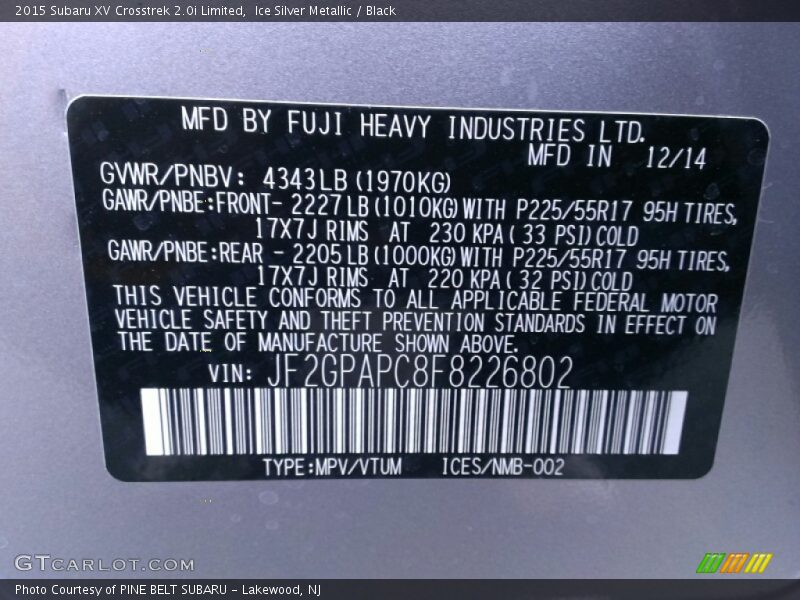 2015 Subaru XV Crosstrek 2.0i Limited,  Ice Silver Metallic / Black
MFD BY FUJI HEAVY INDUSTRIES LTD.
MFD IN 12/14
GVWR/PNBV: 4343LB(1970KG)
GAWR/PNBE:FRONT- 2227LB(1010KG)WITH P225/55R17 95H TIRES,
17X7J RIMS AT 230 KPA(33 PSI)COLD
GAWR/PNBE:REAR - 2205LB(1000KG)WITH P225/55R17 95H TIRES,
17X7J RIMS AT 220 KPA(32 PSI)COLD
THIS VEHICLE CONFORMS TO ALL APPLICABLE FEDERAL MOTOR
VEHICLE SAFETY AND THEFT PREVENTION STANDARDS IN EFFECT ON
THE DATE OF MANUFACTURE SHOWN ABOVE.
VIN: JF2GPAPC8F8226802
TYPE:MPV/VTUM ICES/NMB-002
GTCARLOT.COM
Photo Courtesy of PINE BELT SUBARU - Lakewood, NJ